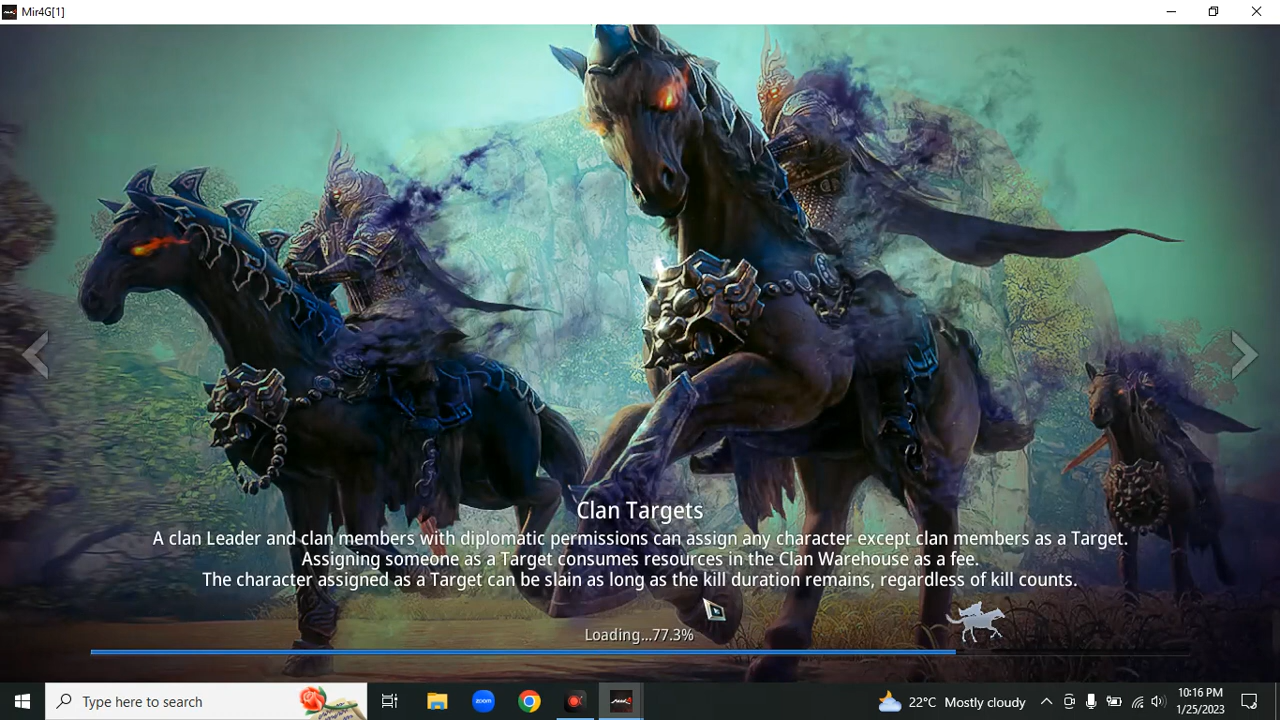 Mir4G[1]
Clan Targets
A clan Leader and clan members with diplomatic permissions can assign any character except clan members as a Target.
Assigning someone as a Target consumes resources in the Clan Warehouse as a fee.
The character assigned as a Target can be slain as long as the kill duration remains, regardless of kill counts.
Loading...77.3%
Type here to search
zoom
22°C Mostly cloudy
10:16 PM
1/25/2023